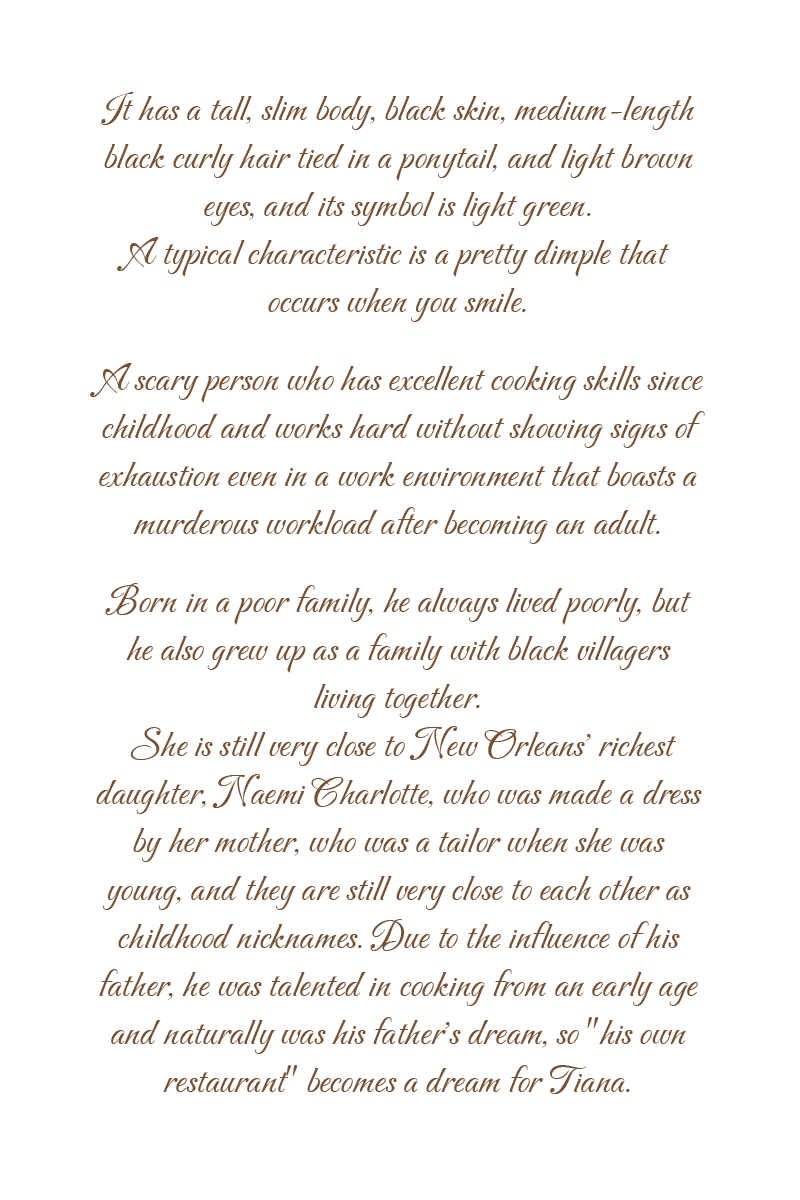 It has a tall, slim body, black skin, medium-length
black curly hair tied in a ponytail, and light brown
eyes, and its symbol is light green.
A typical characteristic is a pretty dimple that
occurs when you smile.
A scary person who has excellent cooking skills since
childhood and works hard without showing signs of
exhaustion even in a work environment that boasts a
murderous workload after becoming an adult.
Born in a poor family, he always lived poorly, but
he also grew up as a family with black villagers
living together.
She is still very close to New Orleans' richest
daughter, Naemi Charlotte, who was made a dress
by her mother, who was a tailor when she was
young, and they are still very close to each other as
childhood nicknames. Due to the influence of his
father, he was talented in cooking from an early age
and naturally was his father's dream, so "his own
restaurant" becomes a dream for Tiana.